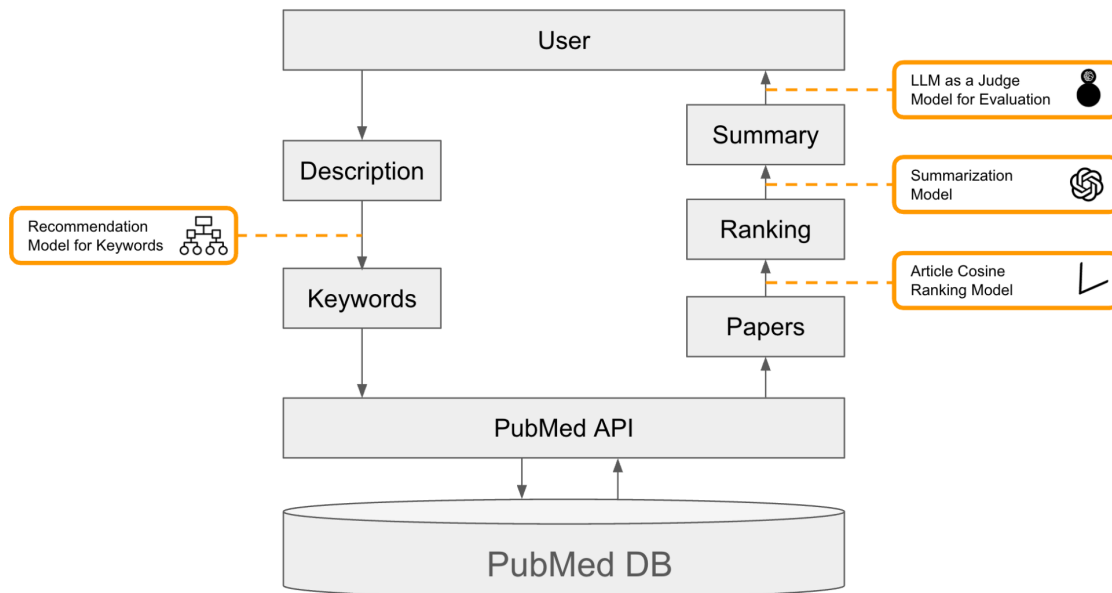 User
LLM as a Judge
Model for Evaluation
Summary
Description
Summarization
Model
Recommendation
Model for Keywords
Ranking
Keywords
Article Cosine
Ranking Model
Papers
PubMed API
PubMed DB